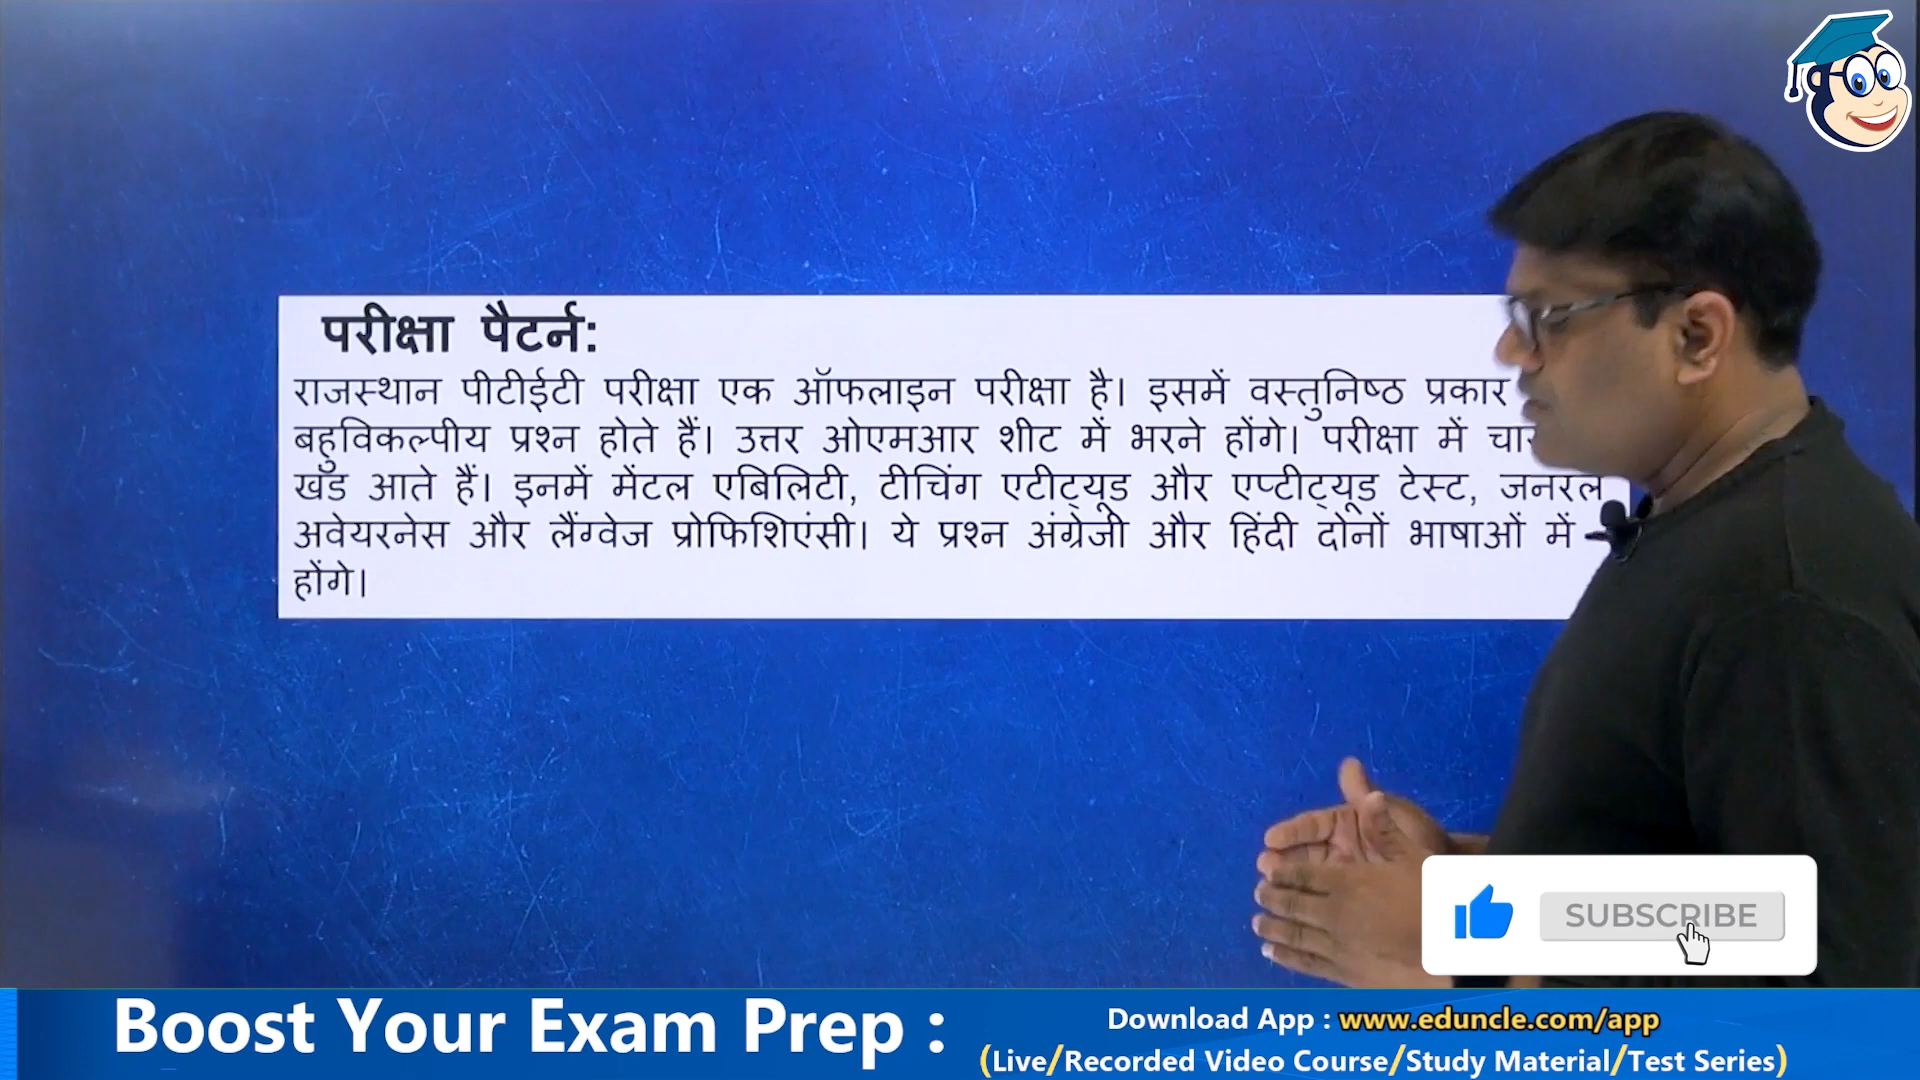 परीक्षा पैटर्न:
राजस्थान पीटीईटी परीक्षा एक ऑफलाइन परीक्षा है। इसमें वस्तुनिष्ठ प्रकार
बहुविकल्पीय प्रश्न होते हैं। उत्तर ओएमआर शीट में भरने होंगे। परीक्षा में
खंड आते हैं। इनमें मेंटल एबिलिटी, टीचिंग एटीट्यूड और एप्टीट्यूड टेस्ट, जनरल
अवेयरनेस और लैंग्वेज प्रोफिशिएंसी। ये प्रश्न अंग्रेजी और हिंदी दोनों भाषाओं में
होंगे।
SUBSCRIBE
Boost Your Exam Prep :
Download App : www.eduncle.com/app
(Live/Recorded Video Course/Study Material/Test Series)